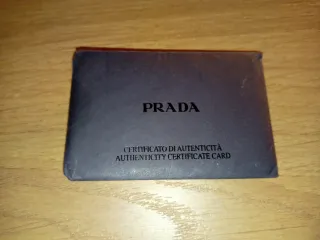 PRADA
CERTIFICATO DI AUTENTICITÀ
AUTHENTICITY CERTIFICATE CARD